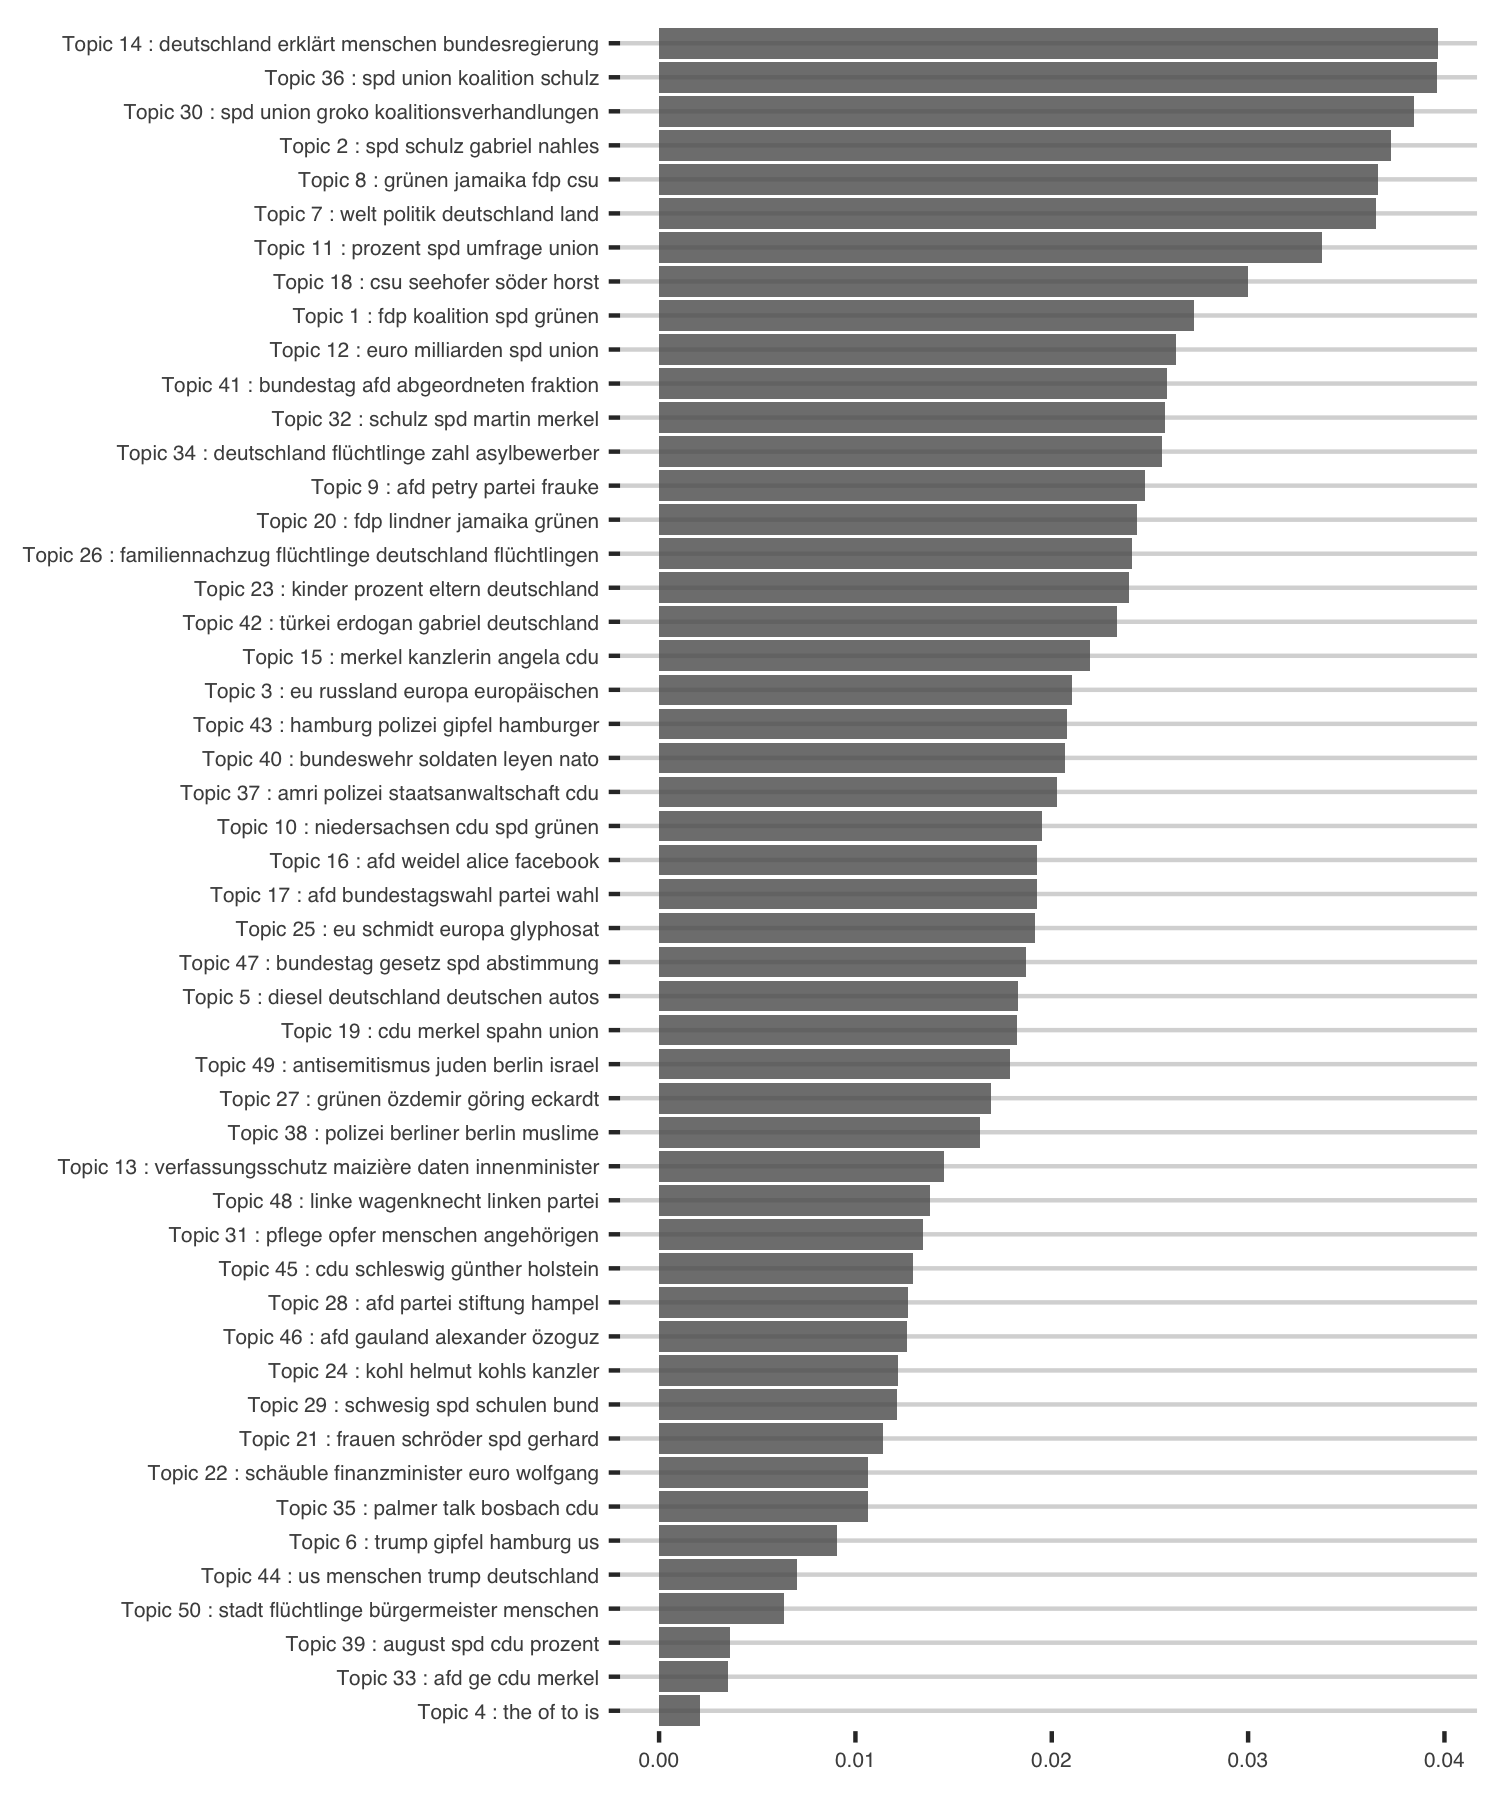 Topic 14 : deutschland erklärt menschen bundesregierung
Topic 36 : spd union koalition schulz
Topic 30 : spd union groko koalitionsverhandlungen
Topic 2 : spd schulz gabriel nahles
Topic 8 : grünen jamaika fdp csu
Topic 7 : welt politik deutschland land
Topic 11 : prozent spd umfrage union
Topic 18 : csu seehofer söder horst
Topic 1 : fdp koalition spd grünen
Topic 12 : euro milliarden spd union
Topic 41 : bundestag afd abgeordneten fraktion
Topic 32 : schulz spd martin merkel
Topic 34 : deutschland flüchtlinge zahl asylbewerber
Topic 9 : afd petry partei frauke
Topic 20 : fdp lindner jamaika grünen
Topic 26 : familiennachzug flüchtlinge deutschland flüchtlingen
Topic 23 : kinder prozent eltern deutschland
Topic 42 : türkei erdogan gabriel deutschland
Topic 15 : merkel kanzlerin angela cdu
Topic 3 : eu russland europa europäischen
Topic 43 : hamburg polizei gipfel hamburger
Topic 40 : bundeswehr soldaten leyen nato
Topic 37 : amri polizei staatsanwaltschaft cdu
Topic 10 : niedersachsen cdu spd grünen
Topic 16 : afd weidel alice facebook
Topic 17 : afd bundestagswahl partei wahl
Topic 25 : eu schmidt europa glyphosat
Topic 47 : bundestag gesetz spd abstimmung
Topic 5 : diesel deutschland deutschen autos
Topic 19 : cdu merkel spahn union
Topic 49 : antisemitismus juden berlin israel
Topic 27 : grünen özdemir göring eckardt
Topic 38 : polizei berliner berlin muslime
Topic 13 : verfassungsschutz maizière daten innenminister
Topic 48 : linke wagenknecht linken partei
Topic 31 : pflege opfer menschen angehörigen
Topic 45 : cdu schleswig günther holstein
Topic 28 : afd partei stiftung hampel
Topic 46 : afd gauland alexander özoguz
Topic 24 : kohl helmut kohls kanzler
Topic 29 : schwesig spd schulen bund
Topic 21 : frauen schröder spd gerhard
Topic 22 : schäuble finanzminister euro wolfgang
Topic 35 : palmer talk bosbach cdu
Topic 6 : trump gipfel hamburg us
Topic 44 : us menschen trump deutschland
Topic 50 : stadt flüchtlinge bürgermeister menschen
Topic 39 : august spd cdu prozent
Topic 33 : afd ge cdu merkel
Topic 4 : the of to is
0.00 0.01 0.02 0.03 0.04